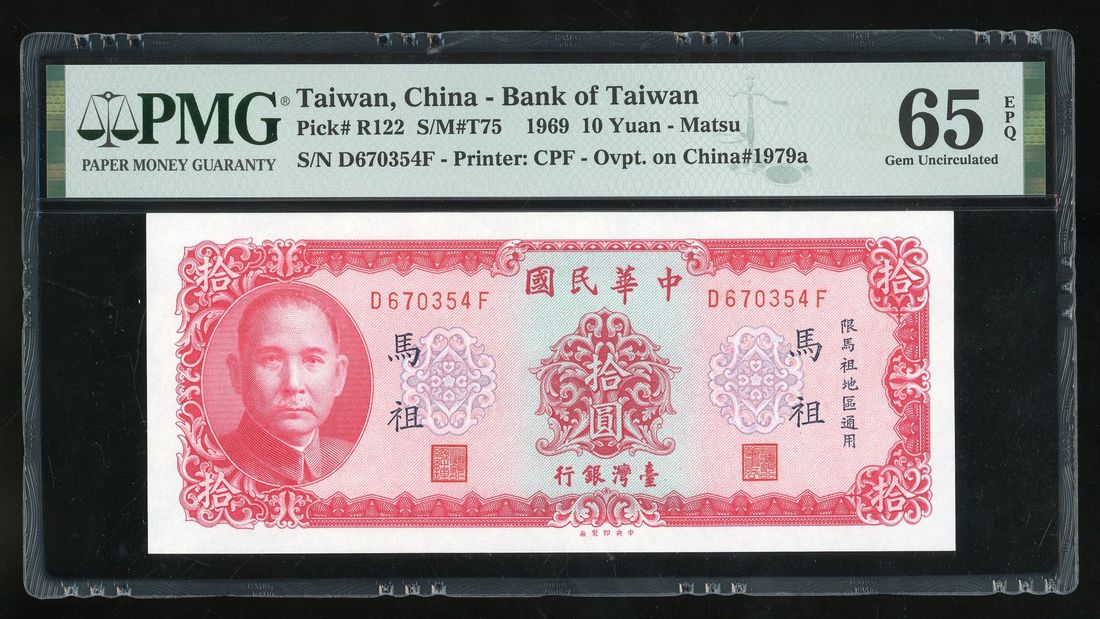 PMG®
PAPER MONEY GUARANTY
Taiwan, China - Bank of Taiwan
Pick# R122 S/M#T75 1969 10 Yuan - Matsu
S/N D670354F - Printer: CPF - Ovpt. on China#1979a
65
EPQ
Gem Uncirculated
拾
拾
國民華中
D670354F
D670354F
馬祖
馬祖
限馬祖地區通用
拾圓
行銀灣臺
拾
拾
廠製印央中